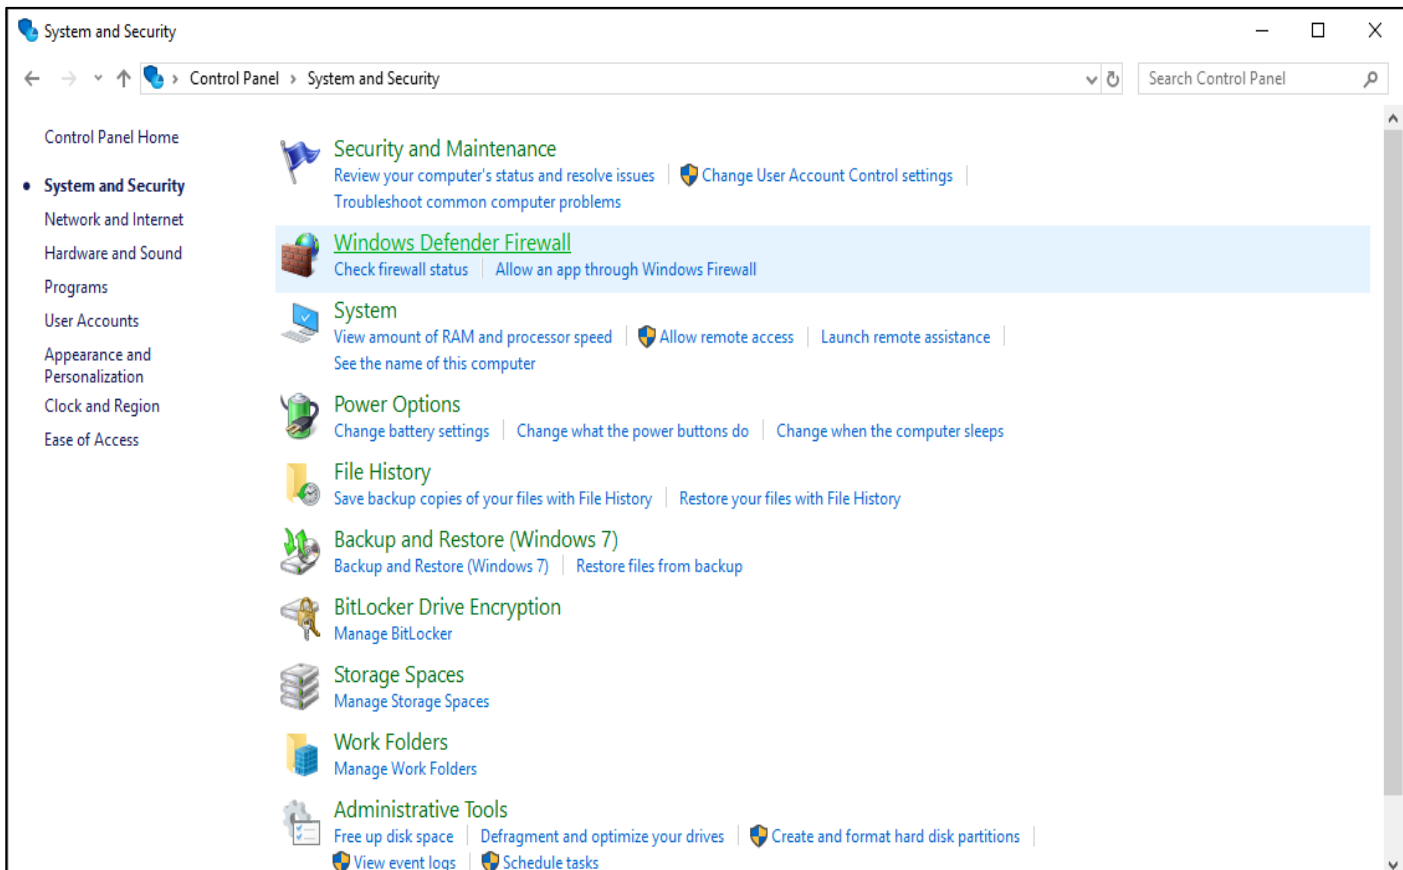 System and Security
Control Panel System and Security
Search Control Panel
Control Panel Home
System and Security
Network and Internet
Hardware and Sound
Programs
User Accounts
Appearance and
Personalization
Clock and Region
Ease of Access
Security and Maintenance
Review your computer's status and resolve issues Change User Account Control settings
Troubleshoot common computer problems
Windows Defender Firewall
Check firewall status Allow an app through Windows Firewall
System
View amount of RAM and processor speed Allow remote access Launch remote assistance
See the name of this computer
Power Options
Change battery settings Change what the power buttons do Change when the computer sleeps
File History
Save backup copies of your files with File History Restore your files with File History
Backup and Restore (Windows 7)
Backup and Restore (Windows 7) Restore files from backup
BitLocker Drive Encryption
Manage BitLocker
Storage Spaces
Manage Storage Spaces
Work Folders
Manage Work Folders
Administrative Tools
Free up disk space Defragment and optimize your drives Create and format hard disk partitions
View event logs Schedule tasks